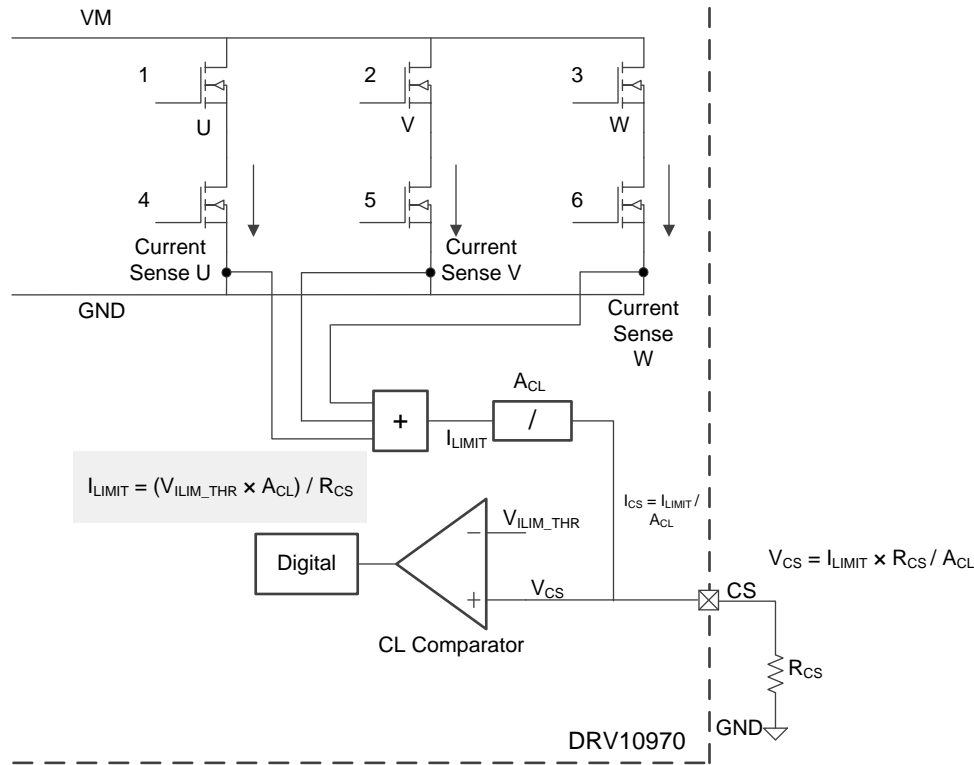 VM
1
2
3
U
V
W
4
5
6
Current
Sense U
Current
Sense V
GND
Current
Sense
W
A_CL
+
/
I_LIMIT
I_LIMIT = (V_ILIM_THR × A_CL) / R_CS
I_CS = I_LIMIT /
A_CL
V_ILIM_THR
−
Digital
V_CS = I_LIMIT × R_CS / A_CL
V_CS
+
CS
CL Comparator
R_CS
GND
DRV10970